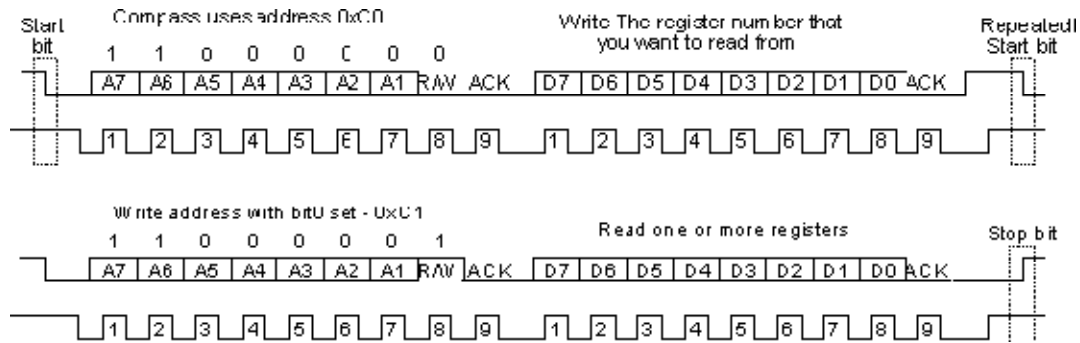 Compass uses address 0xC0
Write The register number that
you want to read from
Start
bit
Repeated
Start bit
1 1 0 0 0 0 0 0
A7 A6 A5 A4 A3 A2 A1 R/W ACK D7 D6 D5 D4 D3 D2 D1 D0 ACK
1 2 3 4 5 6 7 8 9 1 2 3 4 5 6 7 8 9
Write address with bit0 set - 0xC1
Read one or more registers
Stop bit
1 1 0 0 0 0 0 1
A7 A6 A5 A4 A3 A2 A1 R/W ACK D7 D6 D5 D4 D3 D2 D1 D0 ACK
1 2 3 4 5 6 7 8 9 1 2 3 4 5 6 7 8 9